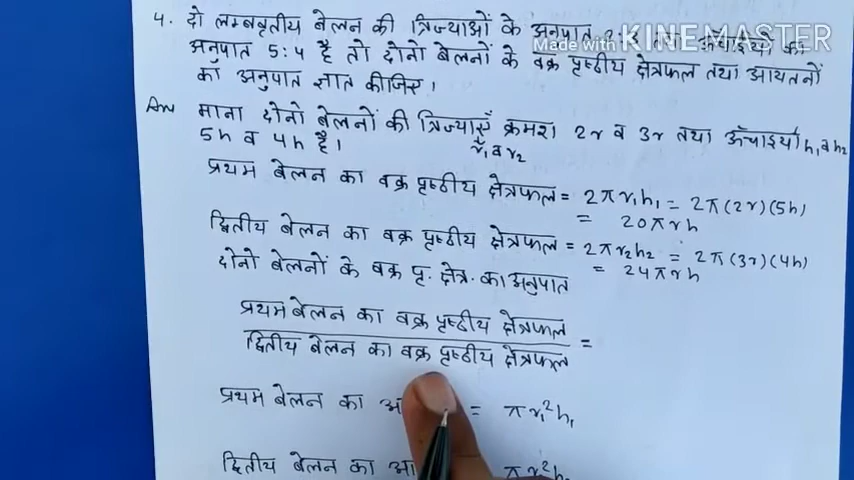 4. दो लम्बवृतीय बेलन की त्रिज्याओं के अनुपात
Made with KINEMASTER
अनुपात 5:4 है तो दोनो बेलनों के वक्र पृष्ठीय क्षेत्रफल तथा आयतनों
का अनुपात ज्ञात कीजिए।
Ans माना दोनो बेलनों की त्रिज्याएँ क्रमशः 2r व 3r तथा ऊँचाइयाँ h₁ व h₂
r₁ व r₂
5h व 4h है।
प्रथम बेलन का वक्र पृष्ठीय क्षेत्रफल = 2πr₁h₁ = 2π(2r)(5h)
= 20πrh
द्वितीय बेलन का वक्र पृष्ठीय क्षेत्रफल = 2πr₂h₂ = 2π(3r)(4h)
= 24πrh
दोनो बेलनों के वक्र पृ. क्षेत्र. का अनुपात
प्रथम बेलन का वक्र पृष्ठीय क्षेत्रफल
द्वितीय बेलन का वक्र पृष्ठीय क्षेत्रफल =
प्रथम बेलन का = πr₁²h₁
द्वितीय बेलन का